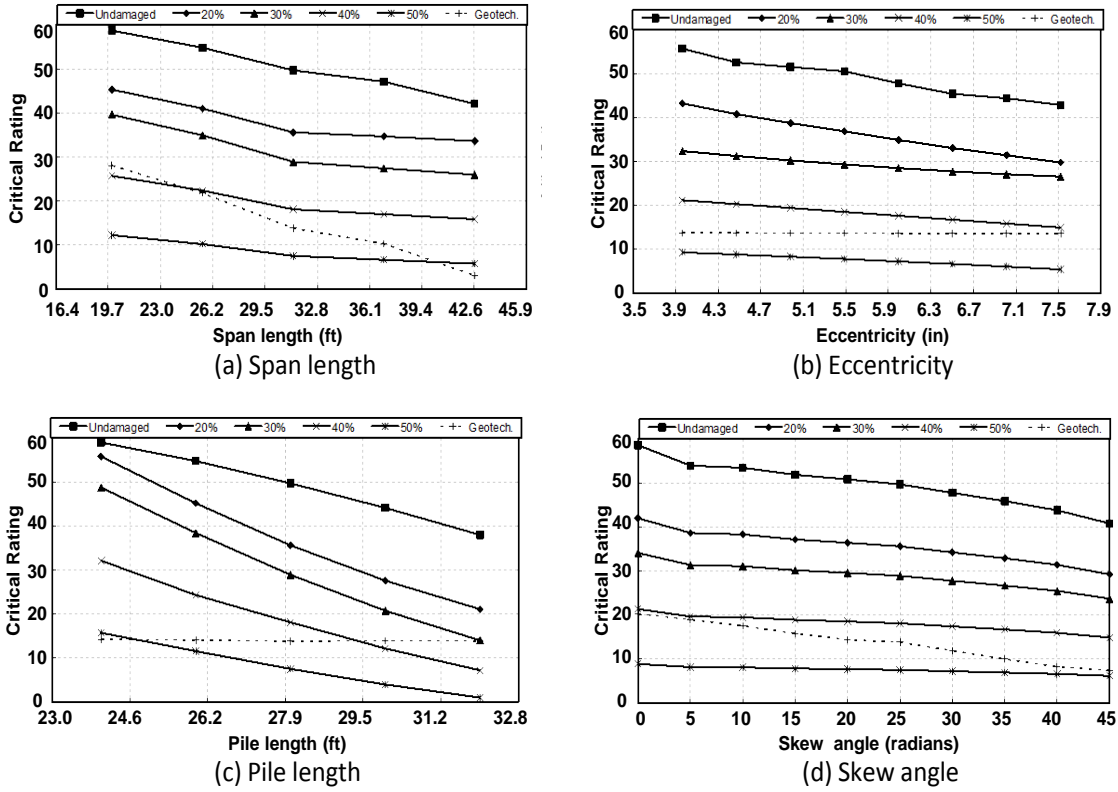 Undamaged 20% 30% 40% 50% Geotech.
60
50
40
30
20
10
0
Critical Rating
16.4 19.7 23.0 26.2 29.5 32.8 36.1 39.4 42.6 45.9
Span length (ft)
(a) Span length
Undamaged 20% 30% 40% 50% Geotech.
60
50
40
30
20
10
0
Critical Rating
3.5 3.9 4.3 4.7 5.1 5.5 5.9 6.3 6.7 7.1 7.5 7.9
Eccentricity (in)
(b) Eccentricity
Undamaged 20% 30% 40% 50% Geotech.
60
50
40
30
20
10
0
Critical Rating
23.0 24.6 26.2 27.9 29.5 31.2 32.8
Pile length (ft)
(c) Pile length
Undamaged 20% 30% 40% 50% Geotech.
60
50
40
30
20
10
0
Critical Rating
0 5 10 15 20 25 30 35 40 45
Skew angle (radians)
(d) Skew angle